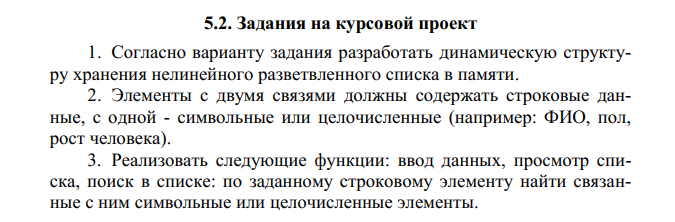 5.2. Задания на курсовой проект
1. Согласно варианту задания разработать динамическую структу-
ру хранения нелинейного разветвленного списка в памяти.
2. Элементы с двумя связями должны содержать строковые дан-
ные, с одной - символьные или целочисленные (например: ФИО, пол,
рост человека).
3. Реализовать следующие функции: ввод данных, просмотр спи-
ска, поиск в списке: по заданному строковому элементу найти связан-
ные с ним символьные или целочисленные элементы.